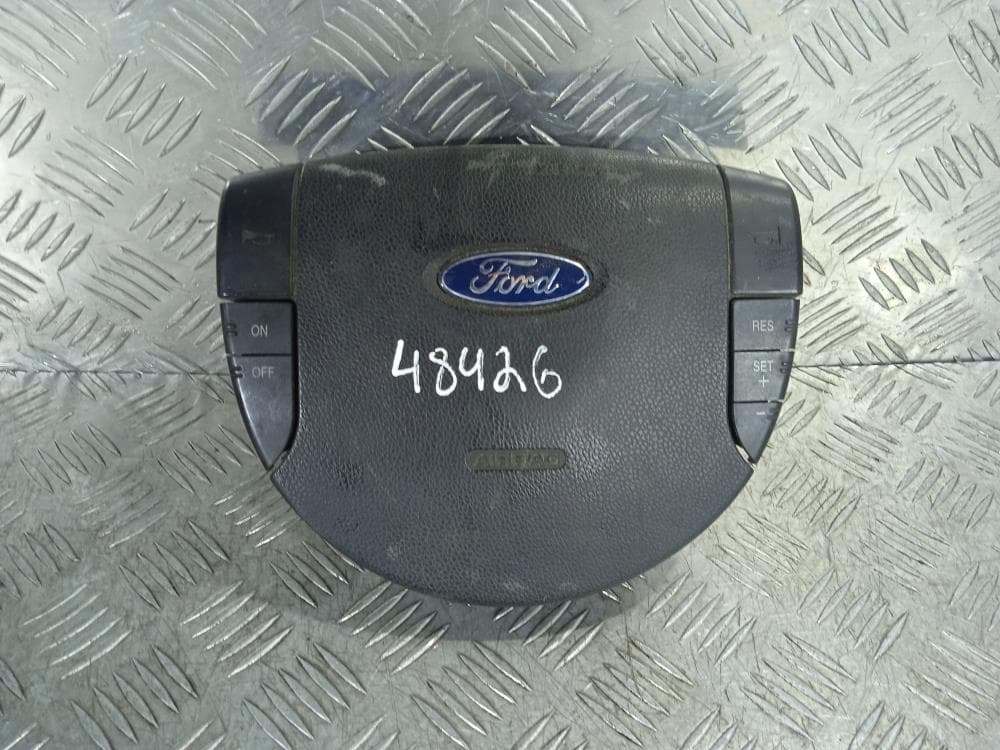 Ford
ON
RES
48426
OFF
SET
+
-
AIRBAG